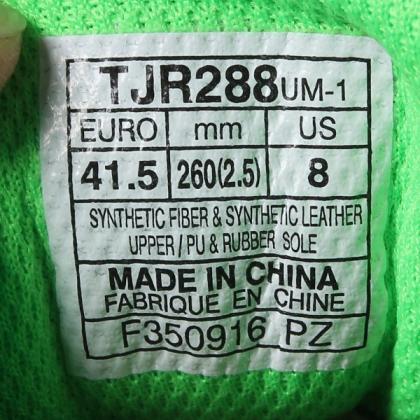 TJR288UM-1
EURO mm US
41.5 260(2.5) 8
SYNTHETIC FIBER & SYNTHETIC LEATHER
UPPER / PU & RUBBER SOLE
MADE IN CHINA
FABRIQUE EN CHINE
F350916 PZ